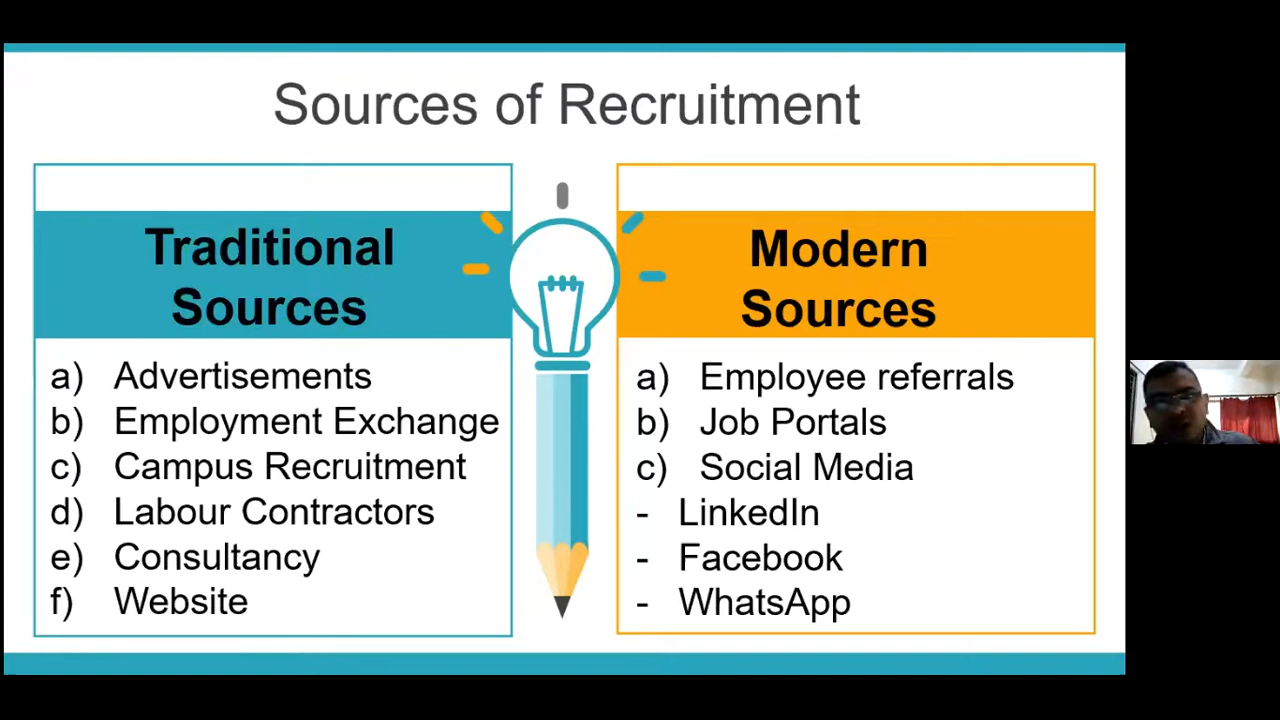 Sources of Recruitment
Traditional
Sources
a) Advertisements
b) Employment Exchange
c) Campus Recruitment
d) Labour Contractors
e) Consultancy
f) Website
Modern
Sources
a) Employee referrals
b) Job Portals
c) Social Media
- LinkedIn
- Facebook
- WhatsApp